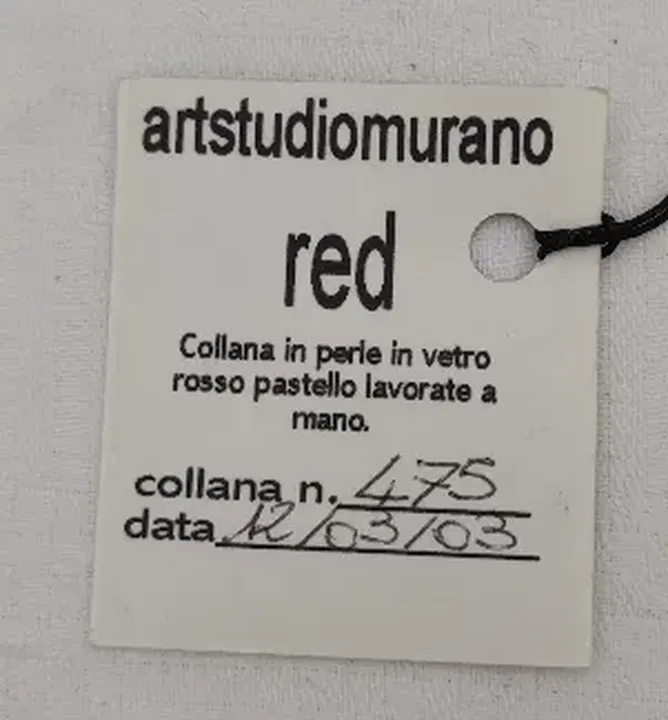 artstudiomurano
red
Collana in perle in vetro
rosso pastello lavorate a
mano.
collana n. 475
data 12/03/03